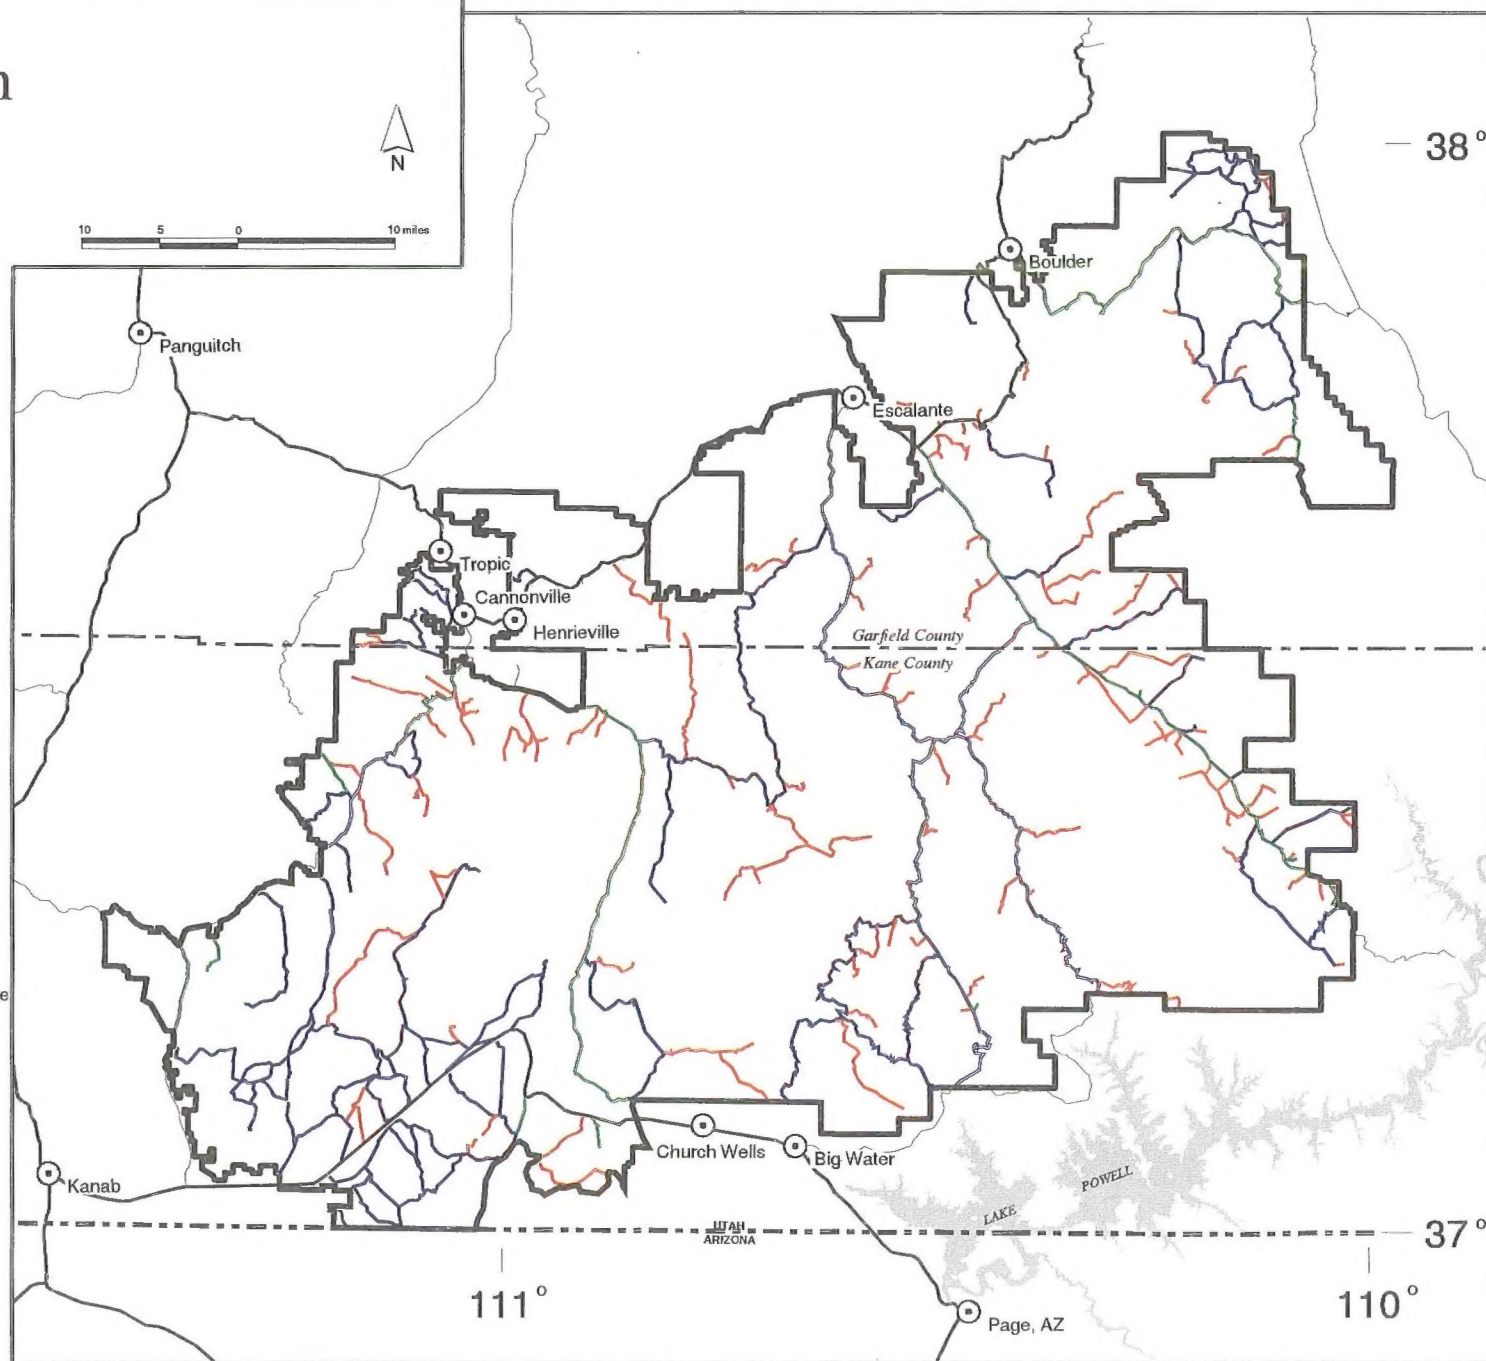 n
N
10 5 0 10 miles
38°
Boulder
Panguitch
Escalante
Tropic
Cannonville
Henrieville
Garfield County
Kane County
e
Church Wells
Big Water
Kanab
POWELL
LAKE
UTAH
ARIZONA
37°
111°
110°
Page, AZ